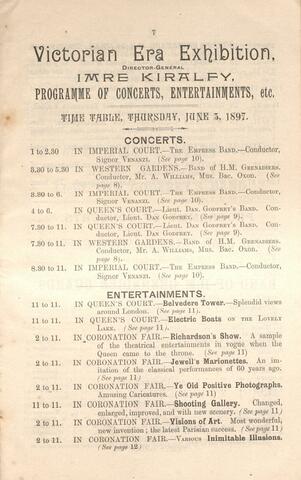 7
Victorian Era Exhibition,
DIRECTOR-GENERAL
IMRE KIRALFY,
PROGRAMME OF CONCERTS, ENTERTAINMENTS, etc.
TIME TABLE, THURSDAY, JUNE 3, 1897.
CONCERTS.
1 to 2.30 IN IMPERIAL COURT.—THE EMPRESS BAND.—Conductor,
Signor VENANZI. (See page 10).
3.30 to 5.30 IN WESTERN GARDENS.—BAND OF H.M. GRENADIERS.
Conductor, Mr. A. WILLIAMS, Mus. Bac. Oxon. (See
page 8).
3.30 to 6. IN IMPERIAL COURT.—THE EMPRESS BAND.—Conductor,
Signor VENANZI. (See page 10).
4 to 6. IN QUEEN'S COURT.—LIEUT. DAN GODFREY'S BAND. Con-
ductor, Lieut. DAN GODFREY. (See page 9).
7.30 to 11. IN QUEEN'S COURT.—LIEUT. DAN GODFREY'S BAND. Con-
ductor, Lieut. DAN GODFREY. (See page 9).
7.30 to 11. IN WESTERN GARDENS.—BAND OF H.M. GRENADIERS.
Conductor, Mr. A. WILLIAMS, Mus. Bac. Oxon. (See
page 8).
8.30 to 11. IN IMPERIAL COURT.—THE EMPRESS BAND.—Conductor,
Signor VENANZI. (See page 10).
ENTERTAINMENTS.
11 to 11. IN QUEEN'S COURT.—Belvedere Tower.—Splendid views
around London. (See page 11).
11 to 11. IN QUEEN'S COURT.—Electric Boats ON THE LOVELY
LAKE. (See page 11).
2 to 11. IN CORONATION FAIR.—Richardson's Show. A sample
of the theatrical entertainments in vogue when the
Queen came to the throne. (See page 11)
2 to 11. IN CORONATION FAIR.—Jewel's Marionettes. An im-
itation of the classical performances of 60 years ago.
(See page 11)
2 to 11. IN CORONATION FAIR.—Ye Old Positive Photographs.
Amusing Caricatures. (See page 11)
11 to 11. IN CORONATION FAIR.—Shooting Gallery. Changed,
enlarged, improved, and with new scenery. (See page 11)
2 to 11. IN CORONATION FAIR.—Visions of Art. Most wonderful,
new invention; the latest Parisian success. (See page 11)
2 to 11. IN CORONATION FAIR.—VARIOUS Inimitable Illusions.
(See page 12)